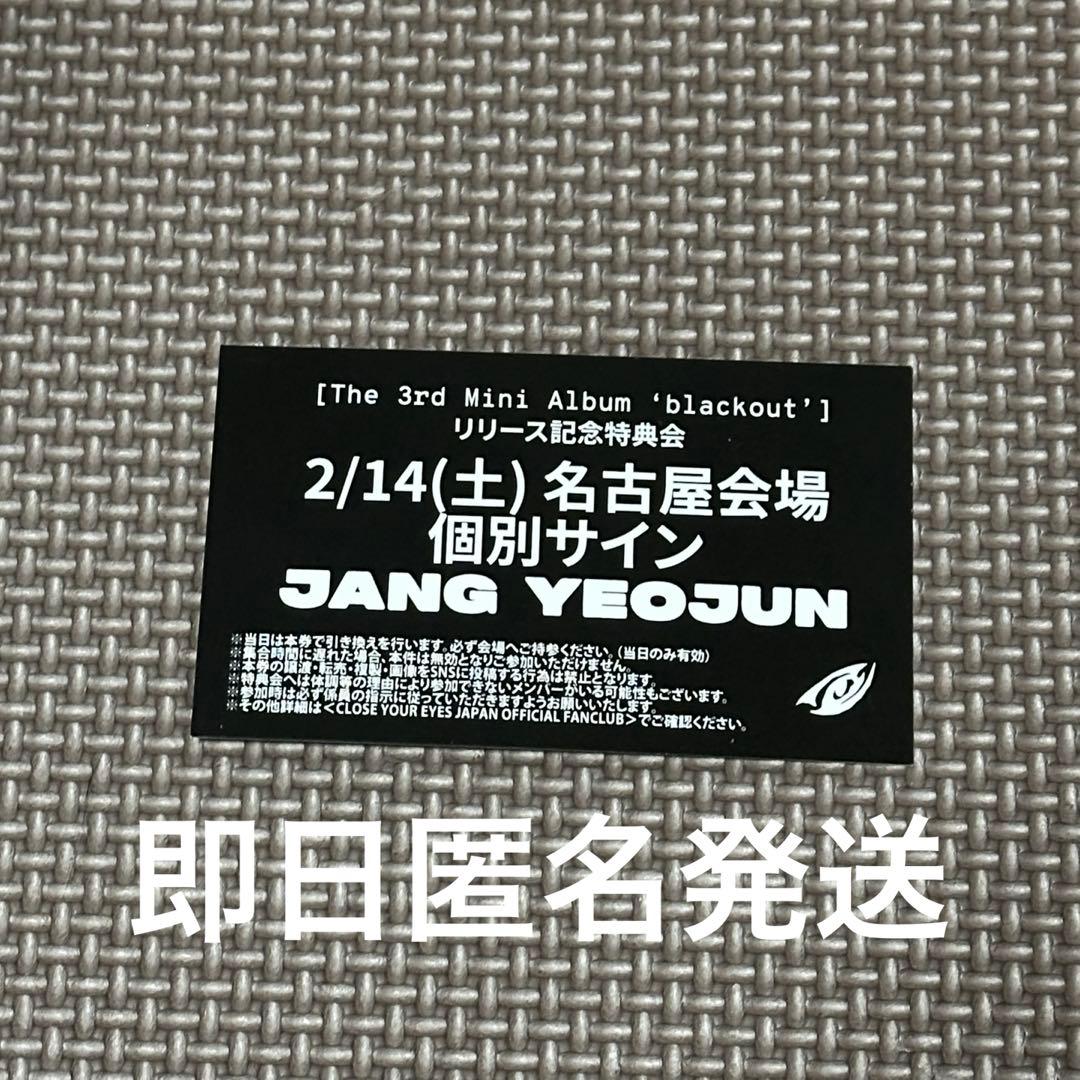 [The 3rd Mini Album ‘blackout’]
リリース記念特典会
2/14(土) 名古屋会場
個別サイン
JANG YEOJUN
※当日は本券で引き換えを行います。必ず会場へご持参ください。(当日のみ有効)
※集合時間に遅れた場合、本件は無効となりご参加いただけません。
※本券の譲渡・転売・複製・画像をSNSに投稿する行為は禁止となります。
※特典会へは体調等の理由により参加できないメンバーがいる可能性もございます。
※参加時は必ず係員の指示に従っていただきますようお願いいたします。
※その他詳細は<CLOSE YOUR EYES JAPAN OFFICIAL FANCLUB>でご確認ください。
即日匿名発送